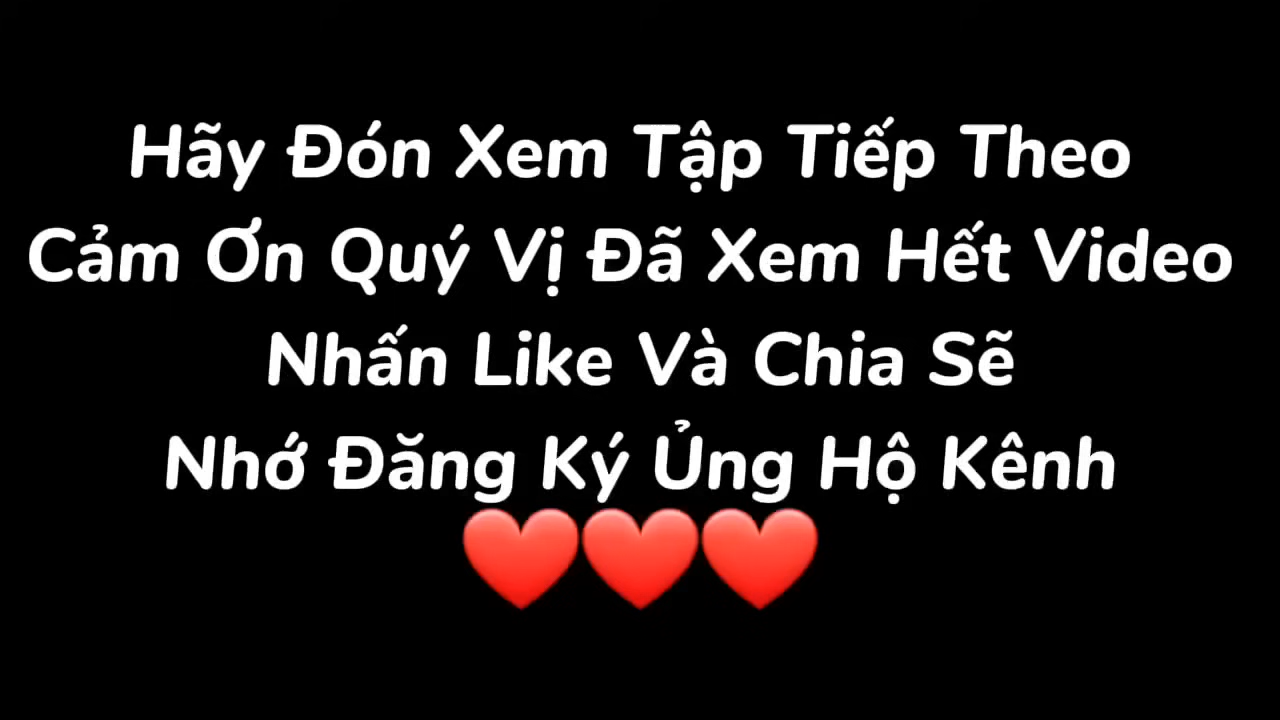 Hãy Đón Xem Tập Tiếp Theo
Cảm Ơn Quý Vị Đã Xem Hết Video
Nhấn Like Và Chia Sẽ
Nhớ Đăng Ký Ủng Hộ Kênh
❤️❤️❤️